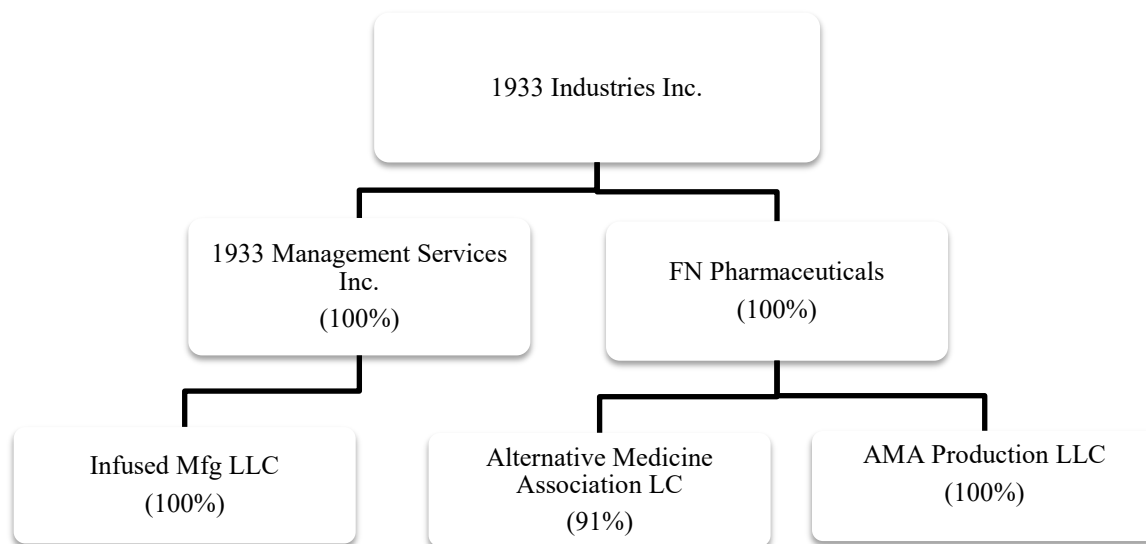 1933 Industries Inc.
1933 Management Services
Inc.
(100%)
FN Pharmaceuticals
(100%)
Infused Mfg LLC
(100%)
Alternative Medicine
Association LC
(91%)
AMA Production LLC
(100%)